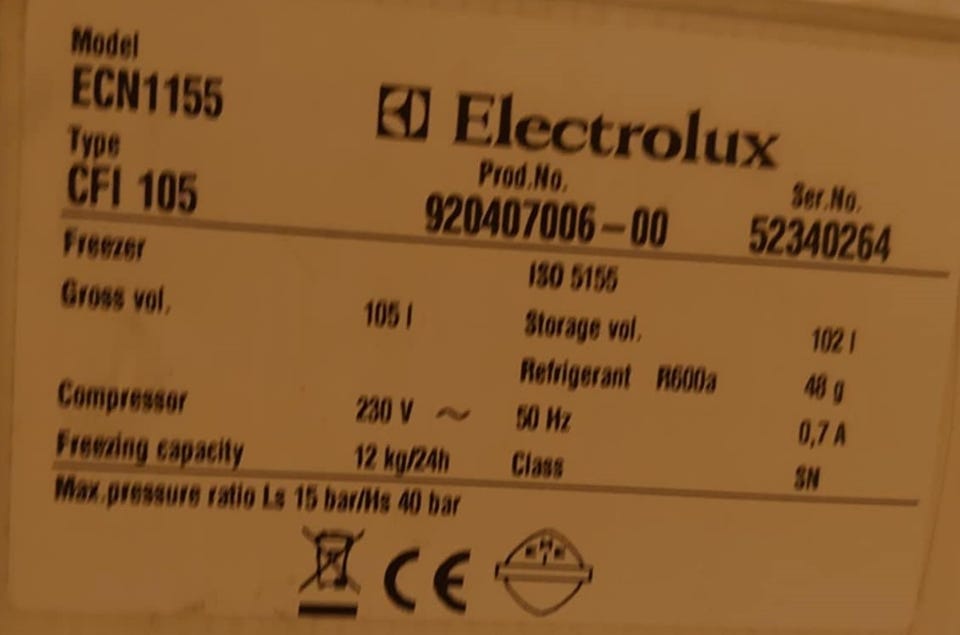 Model
ECN1155
Electrolux
Type
CFI 105
Prod.No.
920407006-00
Ser.No.
52340264
Freezer
ISO 5155
Gross vol. 105 l
Storage vol. 102 l
Refrigerant R600a 48 g
Compressor 230 V ~ 50 Hz 0,7 A
Freezing capacity 12 kg/24h Class SN
Max.pressure ratio Ls 15 bar/Hs 40 bar
CE